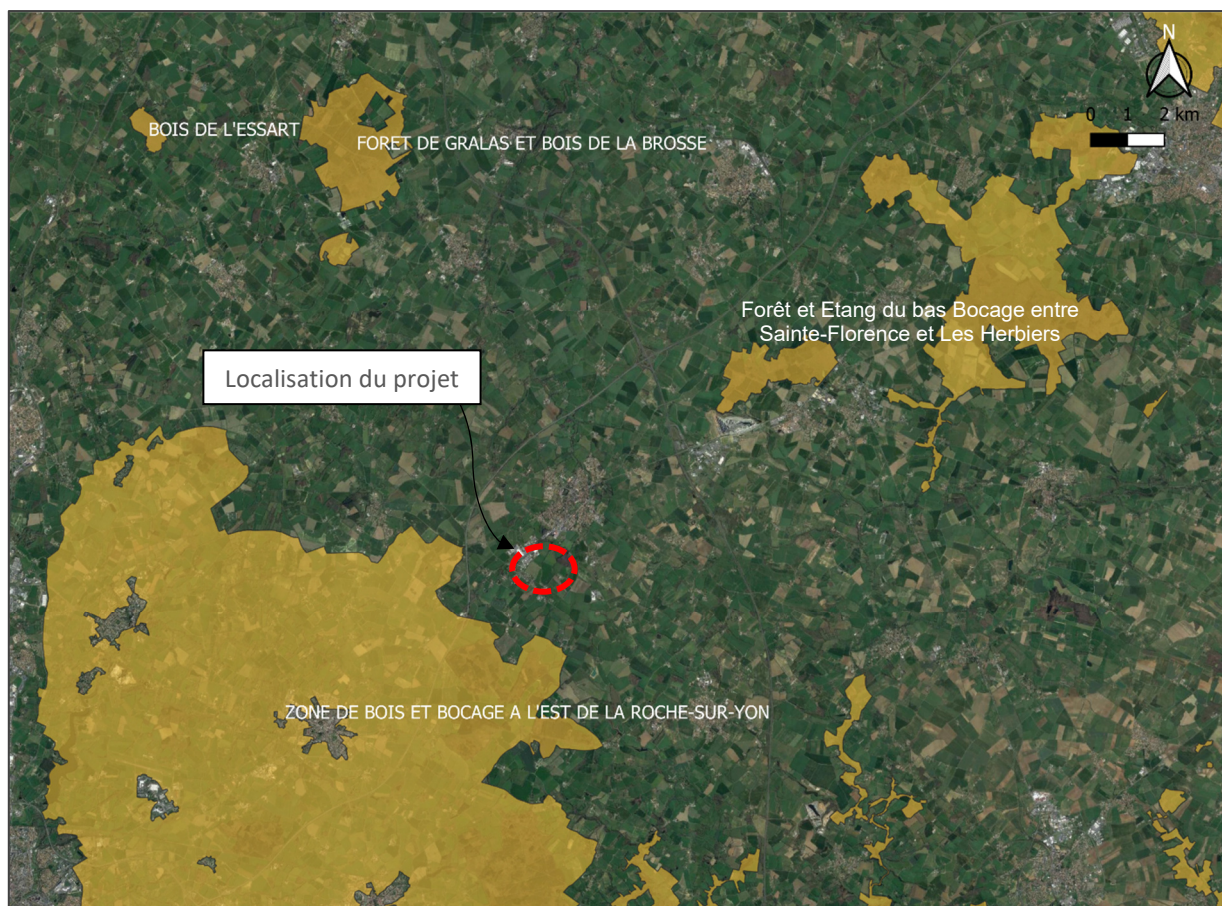 N
0 1 2 km
BOIS DE L'ESSART
FORET DE GRALAS ET BOIS DE LA BROSSE
Forêt et Etang du bas Bocage entre
Sainte-Florence et Les Herbiers
Localisation du projet
ZONE DE BOIS ET BOCAGE A L'EST DE LA ROCHE-SUR-YON